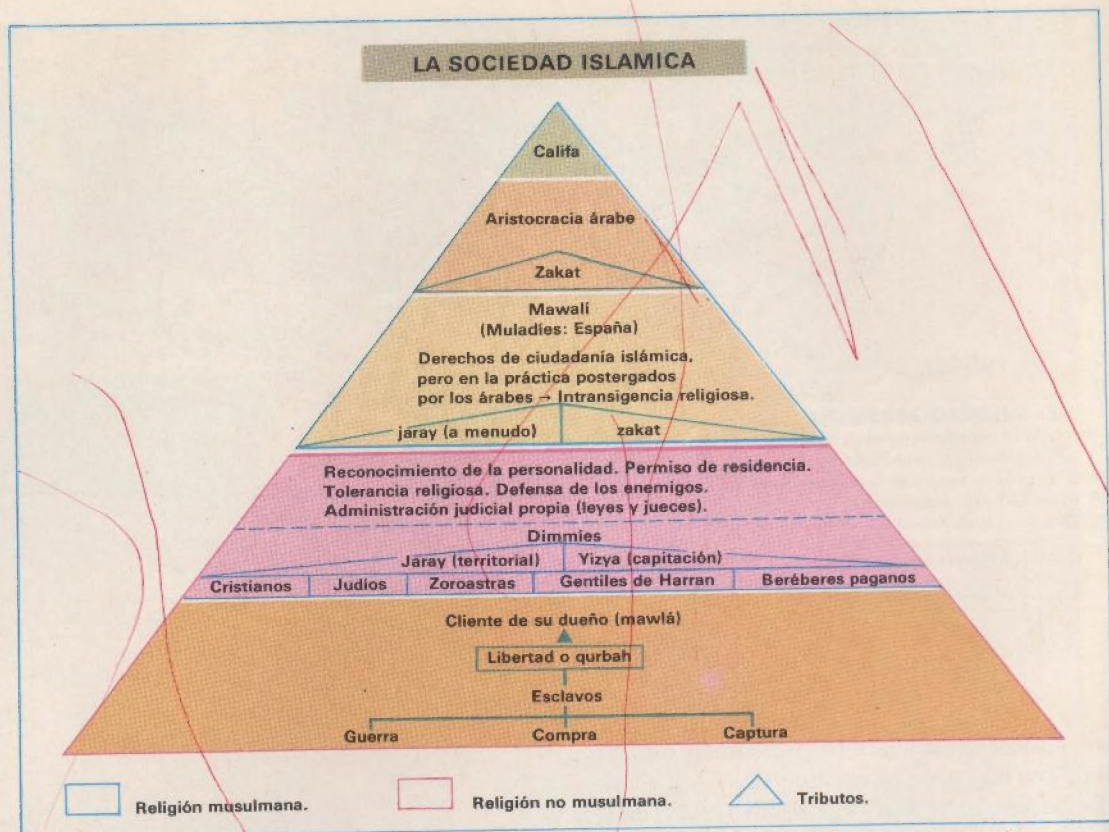 LA SOCIEDAD ISLAMICA
Califa
Aristocracia árabe
Zakat
Mawalí
(Muladíes: España)
Derechos de ciudadanía islámica,
pero en la práctica postergados
por los árabes → Intransigencia religiosa.
jaray (a menudo) zakat
Reconocimiento de la personalidad. Permiso de residencia.
Tolerancia religiosa. Defensa de los enemigos.
Administración judicial propia (leyes y jueces).
Dimmies
Jaray (territorial) Yizya (capitación)
Cristianos Judíos Zoroastras Gentiles de Harran Beréberes paganos
Cliente de su dueño (mawlá)
Libertad o qurbah
Esclavos
Guerra Compra Captura
Religión musulmana. Religión no musulmana. Tributos.